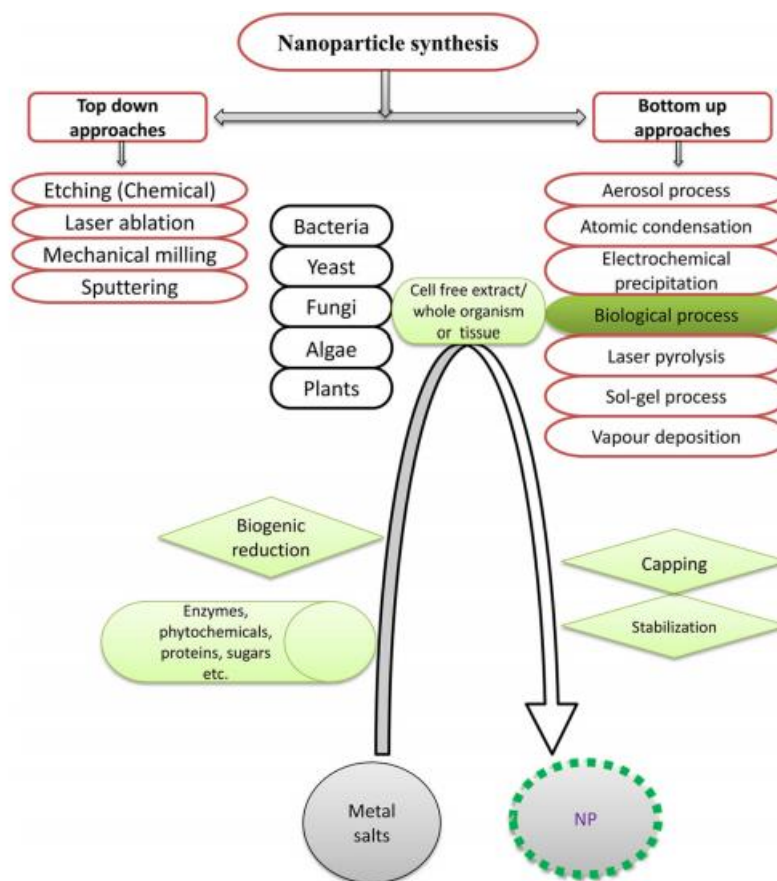 Nanoparticle synthesis
Top down
approaches
Etching (Chemical)
Laser ablation
Mechanical milling
Sputtering
Bottom up
approaches
Aerosol process
Atomic condensation
Electrochemical
precipitation
Biological process
Laser pyrolysis
Sol-gel process
Vapour deposition
Bacteria
Yeast
Fungi
Algae
Plants
Cell free extract/
whole organism
or tissue
Biogenic
reduction
Enzymes,
phytochemicals,
proteins, sugars
etc.
Capping
Stabilization
Metal
salts
NP